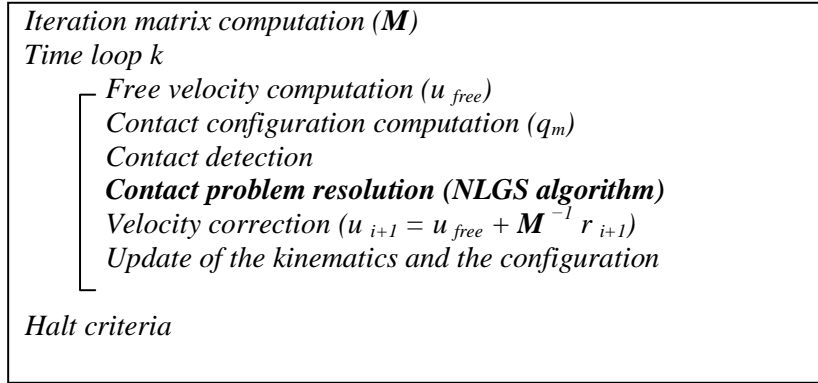 Iteration matrix computation (M)
Time loop k
Free velocity computation (u free)
Contact configuration computation (qm)
Contact detection
Contact problem resolution (NLGS algorithm)
Velocity correction (u i+1 = u free + M −1 r i+1)
Update of the kinematics and the configuration
Halt criteria